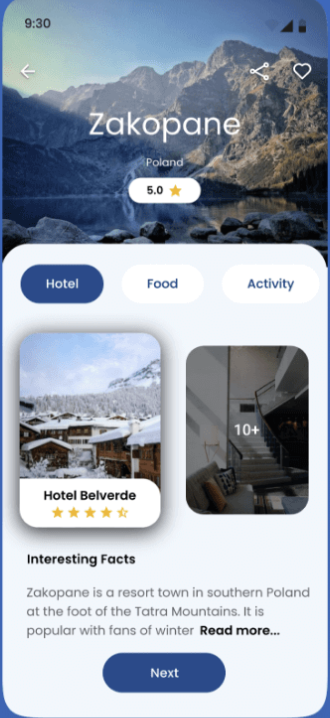 9:30
Zakopane
Poland
5.0
Hotel
Food
Activity
10+
Hotel Belverde
Interesting Facts
Zakopane is a resort town in southern Poland
at the foot of the Tatra Mountains. It is
popular with fans of winter Read more...
Next